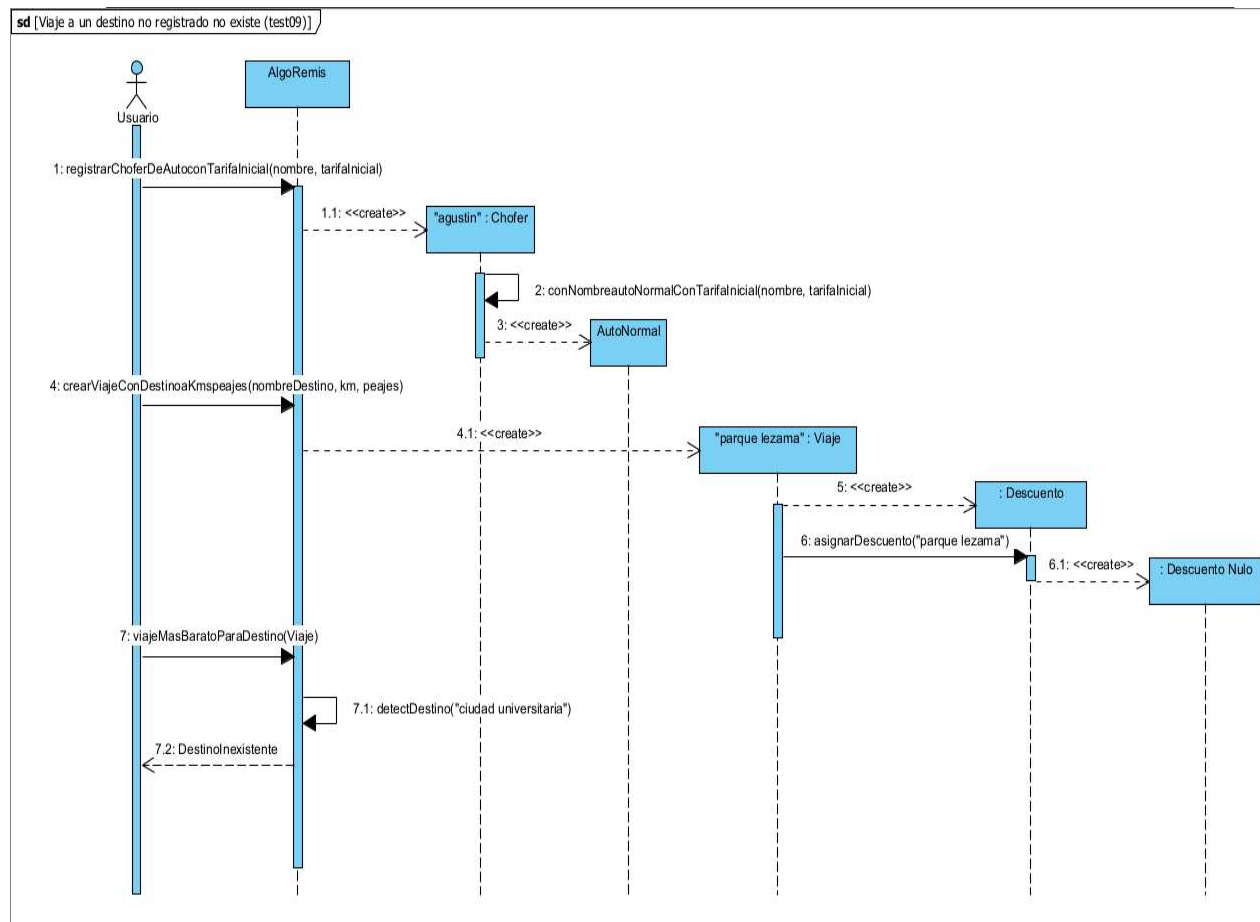 sd [Viaje a un destino no registrado no existe (test09)]
AlgoRemis
Usuario
1: registrarChoferDeAutoconTarifaInicial(nombre, tarifaInicial)
1.1: <<create>>
"agustin" : Chofer
2: conNombreautoNormalConTarifaInicial(nombre, tarifaInicial)
3: <<create>>
AutoNormal
4: crearViajeConDestinoaKmspeajes(nombreDestino, km, peajes)
4.1: <<create>>
"parque lezama" : Viaje
5: <<create>>
: Descuento
6: asignarDescuento("parque lezama")
6.1: <<create>>
: Descuento Nulo
7: viajeMasBaratoParaDestino(Viaje)
7.1: detectDestino("ciudad universitaria")
7.2: DestinoInexistente